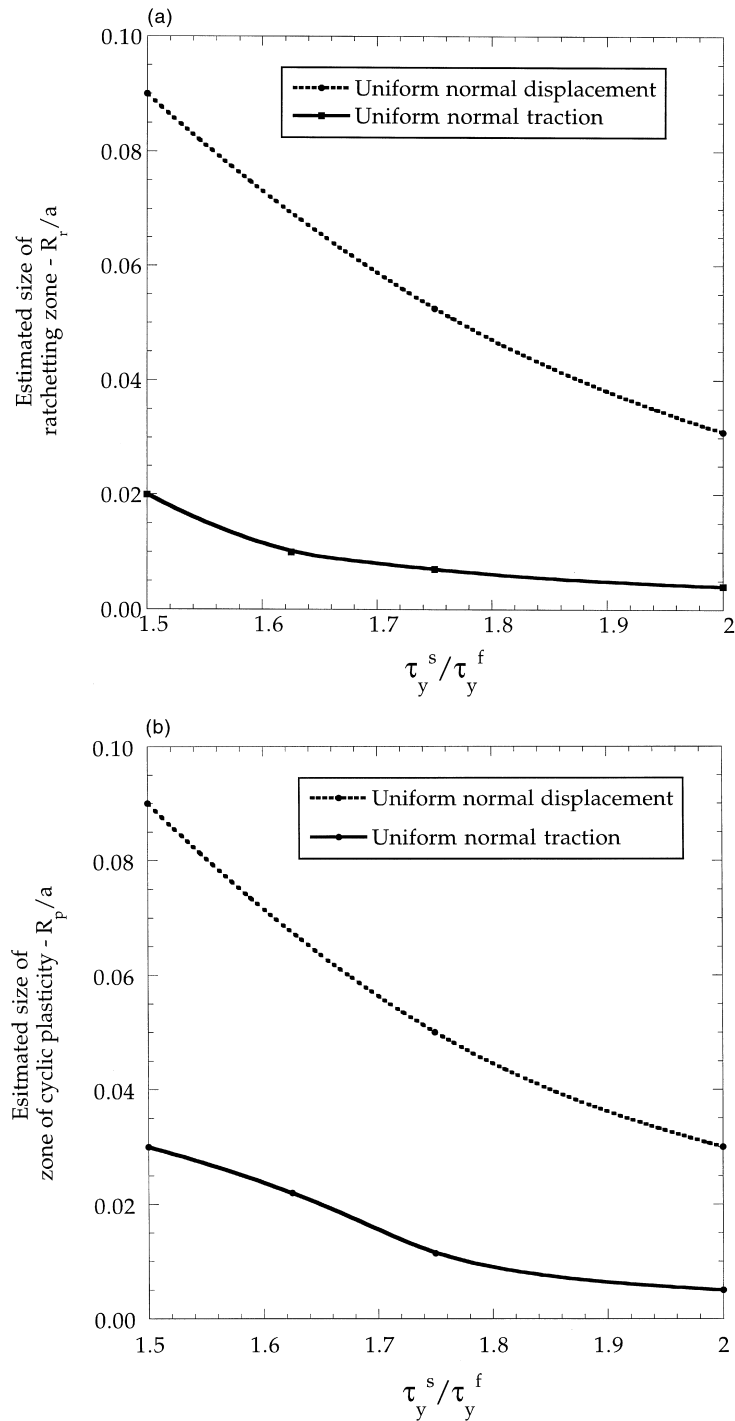 (a)
0.10
0.08
0.06
0.04
0.02
0.00
Estimated size of
ratchetting zone - R_r/a
Uniform normal displacement
Uniform normal traction
1.5 1.6 1.7 1.8 1.9 2
τ_y^s/τ_y^f
(b)
0.10
0.08
0.06
0.04
0.02
0.00
Esitmated size of
zone of cyclic plasticity - R_p/a
Uniform normal displacement
Uniform normal traction
1.5 1.6 1.7 1.8 1.9 2
τ_y^s/τ_y^f